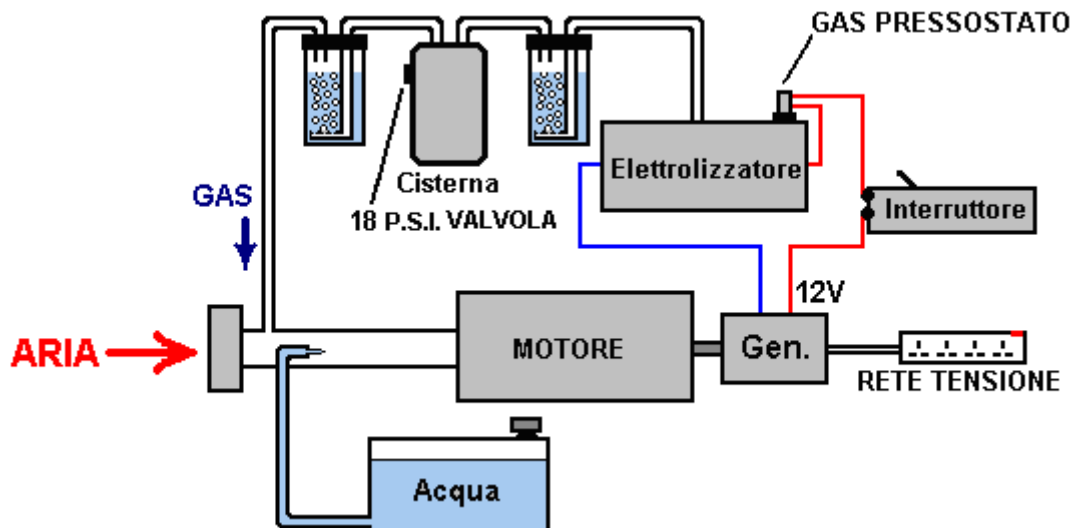 GAS PRESSOSTATO
Elettrolizzatore
Cisterna
GAS
18 P.S.I. VALVOLA
Interruttore
12V
ARIA
MOTORE
Gen.
RETE TENSIONE
Acqua